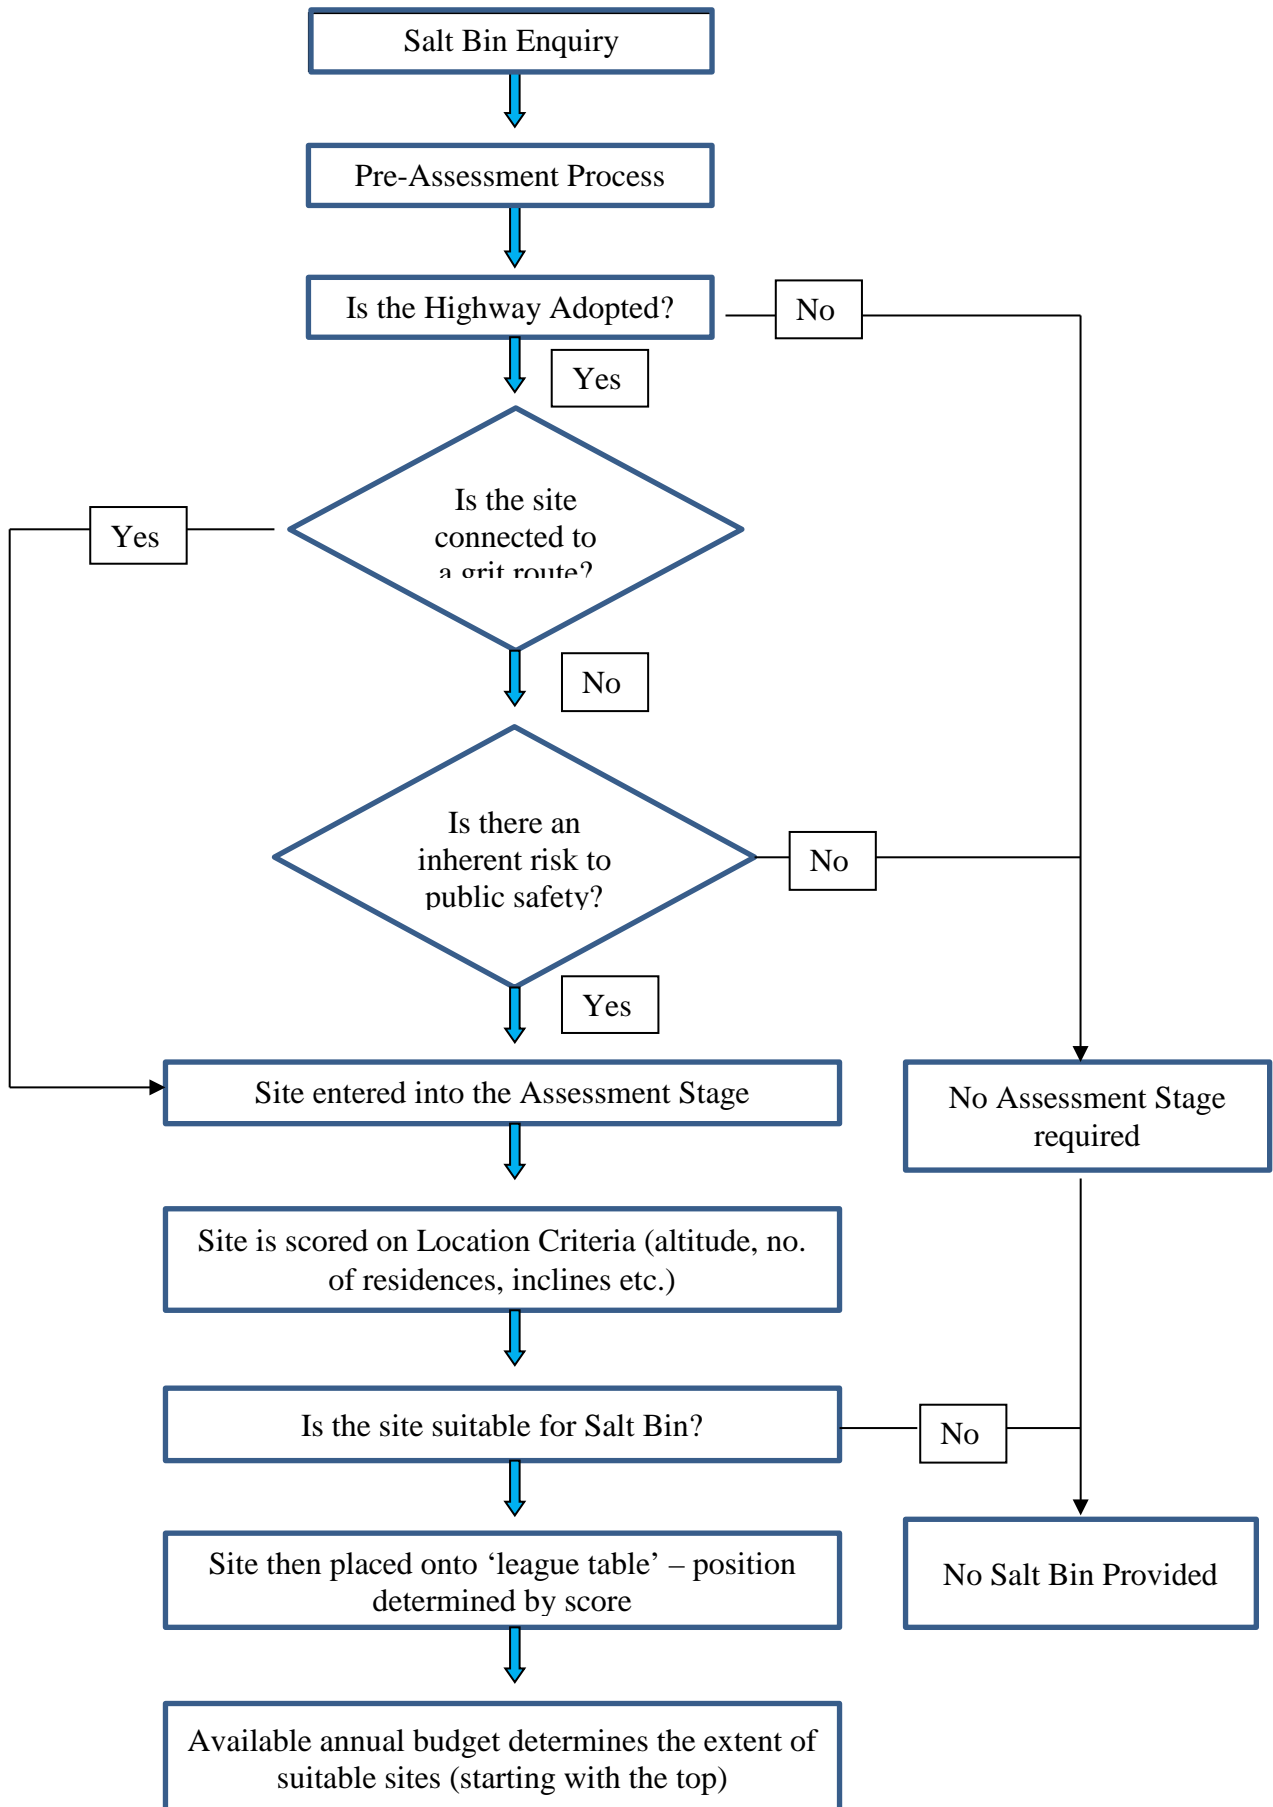 Salt Bin Enquiry
Pre-Assessment Process
Is the Highway Adopted?
No
Yes
Is the site
connected to
a grit route?
Yes
No
Is there an
inherent risk to
public safety?
No
Yes
Site entered into the Assessment Stage
No Assessment Stage
required
Site is scored on Location Criteria (altitude, no.
of residences, inclines etc.)
Is the site suitable for Salt Bin?
No
Site then placed onto ‘league table’ – position
determined by score
No Salt Bin Provided
Available annual budget determines the extent of
suitable sites (starting with the top)